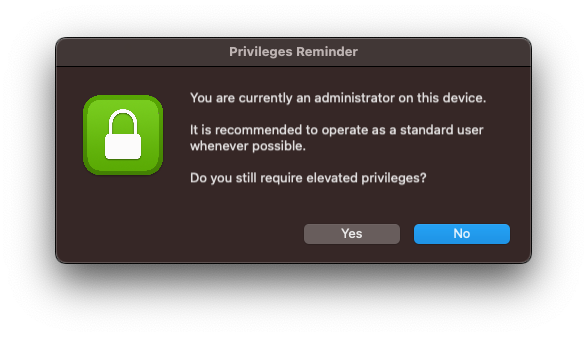 Privileges Reminder
You are currently an administrator on this device.
It is recommended to operate as a standard user
whenever possible.
Do you still require elevated privileges?
Yes
No